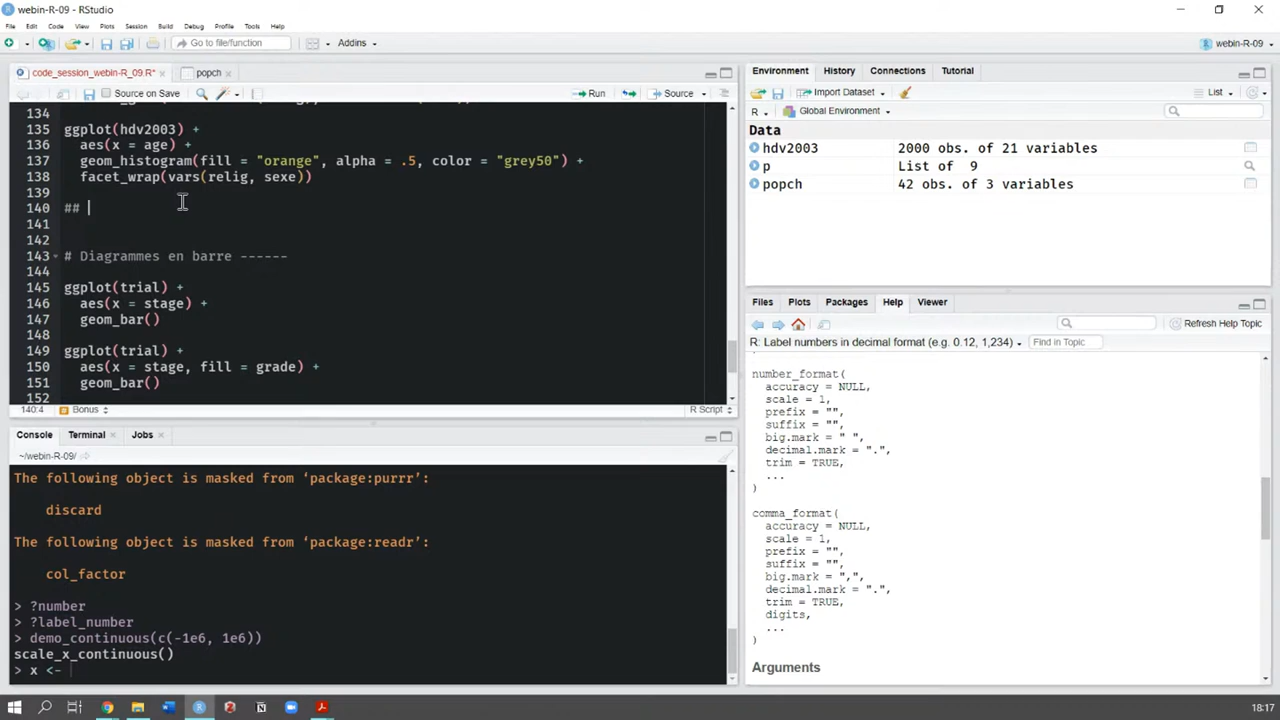 webin-R-09 - RStudio
File Edit Code View Plots Session Build Debug Profile Tools Help
Go to file/function Addins webin-R-09
code_session_webin-R_09.R* popch
Source on Save Run Source
134
135 ggplot(hdv2003) +
136 aes(x = age) +
137 geom_histogram(fill = "orange", alpha = .5, color = "grey50") +
138 facet_wrap(vars(relig, sexe))
139
140 ##
141
142
143 # Diagrammes en barre ------
144
145 ggplot(trial) +
146 aes(x = stage) +
147 geom_bar()
148
149 ggplot(trial) +
150 aes(x = stage, fill = grade) +
151 geom_bar()
152
140:4 Bonus R Script
Console Terminal Jobs
~/webin-R-09/
The following object is masked from ‘package:purrr’:
discard
The following object is masked from ‘package:readr’:
col_factor
> ?number
> ?label_number
> demo_continuous(c(-1e6, 1e6))
scale_x_continuous()
> x <-
Environment History Connections Tutorial
Import Dataset List
R Global Environment
Data
hdv2003 2000 obs. of 21 variables
p List of 9
popch 42 obs. of 3 variables
Files Plots Packages Help Viewer
Refresh Help Topic
R: Label numbers in decimal format (e.g. 0.12, 1,234) Find in Topic
number_format(
accuracy = NULL,
scale = 1,
prefix = "",
suffix = "",
big.mark = " ",
decimal.mark = ".",
trim = TRUE,
...
)
comma_format(
accuracy = NULL,
scale = 1,
prefix = "",
suffix = "",
big.mark = ",",
decimal.mark = ".",
trim = TRUE,
digits,
...
)
Arguments
18:17